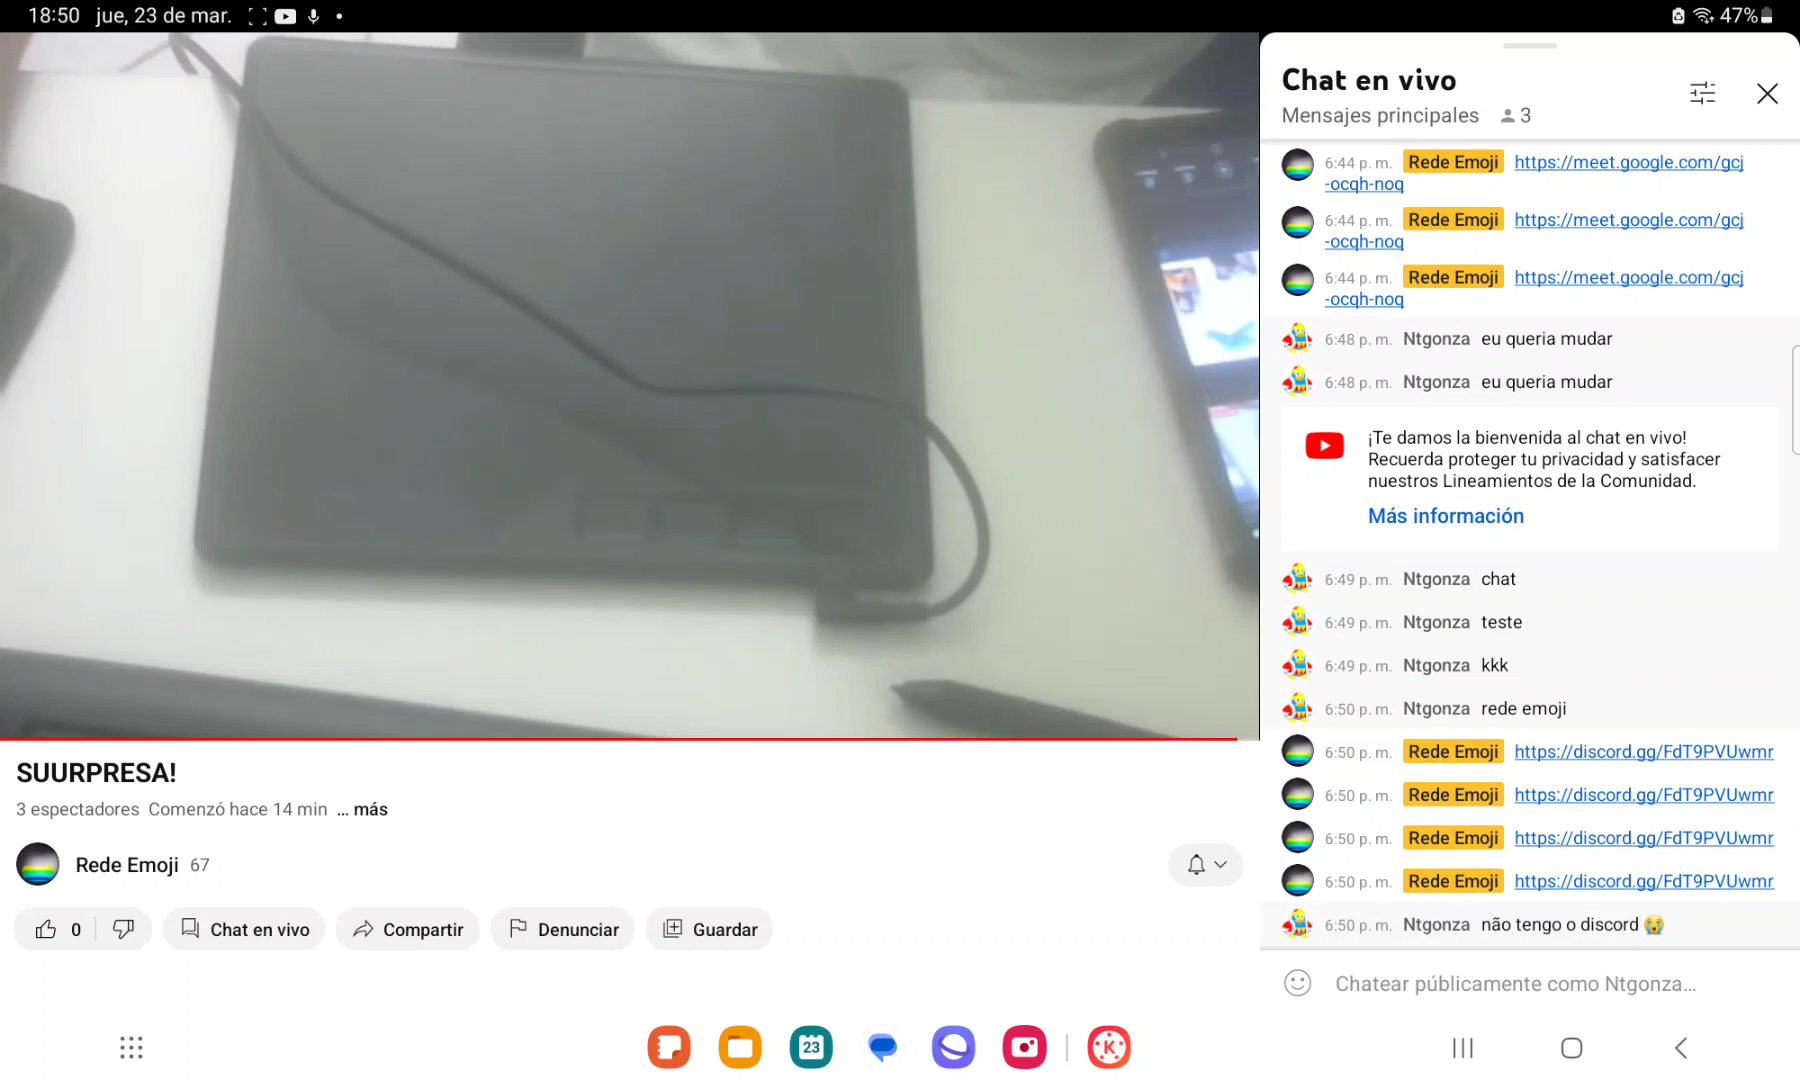 18:50 jue, 23 de mar.
47%
Chat en vivo
Mensajes principales 3
6:44 p. m. Rede Emoji https://meet.google.com/gcj
-ocqh-noq
6:44 p. m. Rede Emoji https://meet.google.com/gcj
-ocqh-noq
6:44 p. m. Rede Emoji https://meet.google.com/gcj
-ocqh-noq
6:48 p. m. Ntgonza eu queria mudar
6:48 p. m. Ntgonza eu queria mudar
¡Te damos la bienvenida al chat en vivo!
Recuerda proteger tu privacidad y satisfacer
nuestros Lineamientos de la Comunidad.
Más información
6:49 p. m. Ntgonza chat
6:49 p. m. Ntgonza teste
6:49 p. m. Ntgonza kkk
6:50 p. m. Ntgonza rede emoji
6:50 p. m. Rede Emoji https://discord.gg/FdT9PVUwmr
6:50 p. m. Rede Emoji https://discord.gg/FdT9PVUwmr
6:50 p. m. Rede Emoji https://discord.gg/FdT9PVUwmr
6:50 p. m. Rede Emoji https://discord.gg/FdT9PVUwmr
6:50 p. m. Ntgonza não tengo o discord 😭
Chatear públicamente como Ntgonza...
SUURPRESA!
3 espectadores Comenzó hace 14 min ... más
Rede Emoji 67
0 Chat en vivo Compartir Denunciar Guardar
23
K